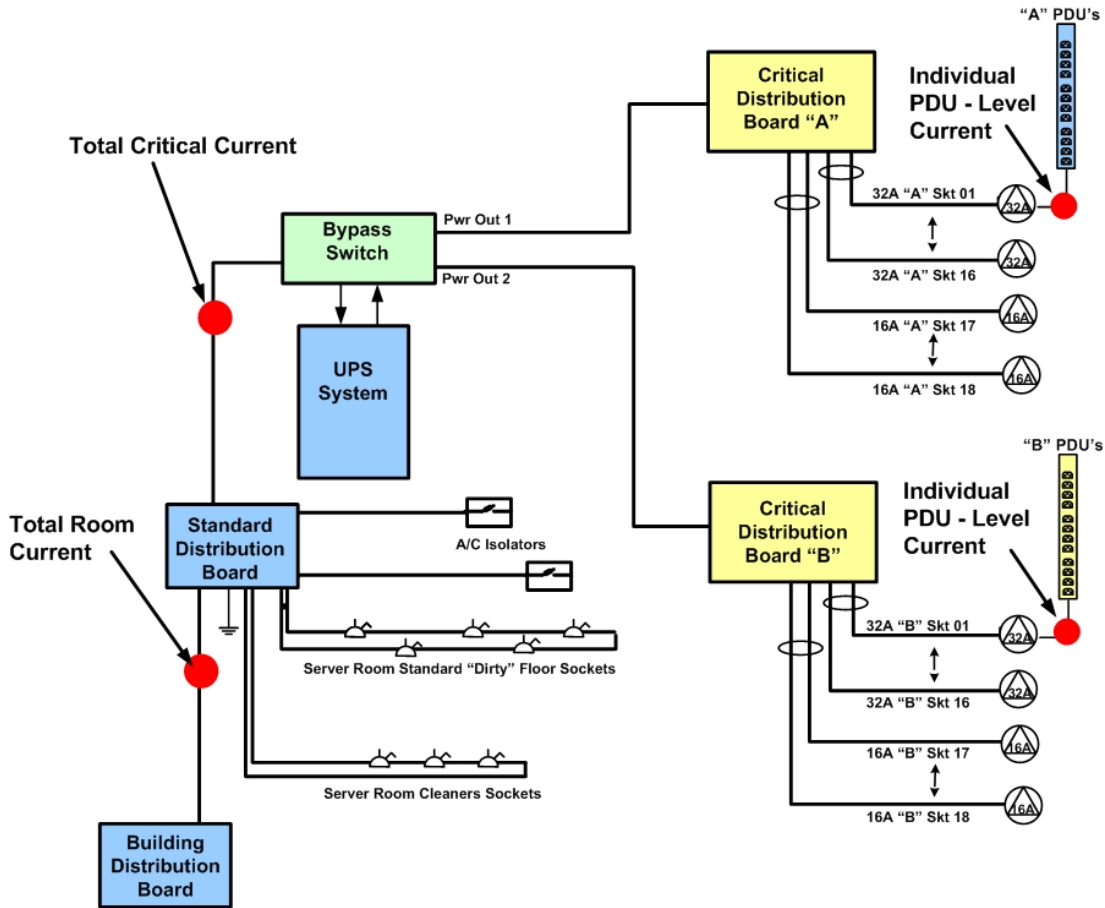 “A” PDU’s
Critical
Distribution
Board “A”
Individual
PDU - Level
Current
Total Critical Current
32A “A” Skt 01
32A
Pwr Out 1
Bypass
Switch
Pwr Out 2
32A “A” Skt 16
32A
16A “A” Skt 17
16A
16A “A” Skt 18
16A
UPS
System
“B” PDU’s
Critical
Distribution
Board “B”
Individual
PDU - Level
Current
Total Room
Current
Standard
Distribution
Board
A/C Isolators
32A “B” Skt 01
32A
Server Room Standard “Dirty” Floor Sockets
32A “B” Skt 16
32A
16A “B” Skt 17
16A
Server Room Cleaners Sockets
16A “B” Skt 18
16A
Building
Distribution
Board